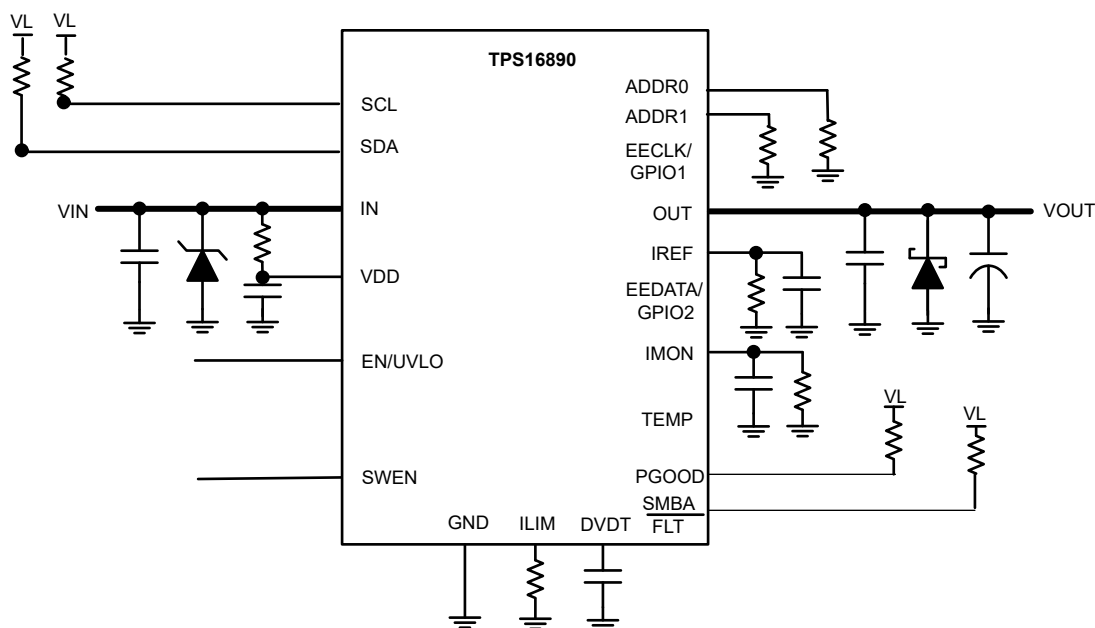 VL
VL
TPS16890
SCL
SDA
VIN
IN
VDD
EN/UVLO
SWEN
GND
ILIM
DVDT
ADDR0
ADDR1
EECLK/
GPIO1
OUT
VOUT
IREF
EEDATA/
GPIO2
IMON
TEMP
VL
VL
PGOOD
SMBA
FLT